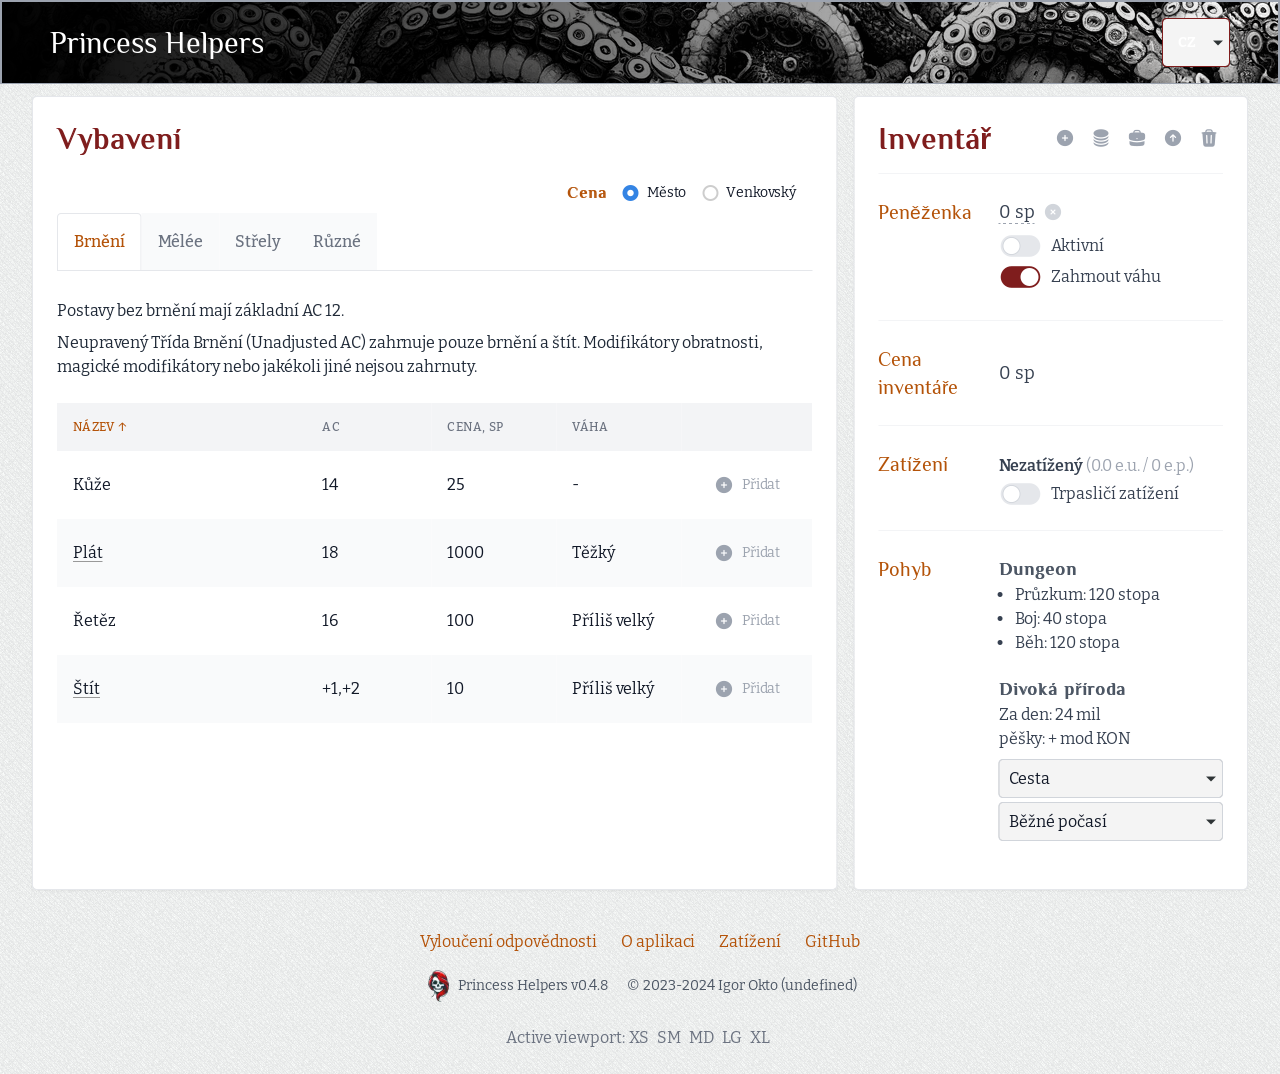 Princess Helpers
CZ
Vybavení
Cena Město Venkovský
Brnění Mêlée Střely Různé
Postavy bez brnění mají základní AC 12.
Neupravený Třída Brnění (Unadjusted AC) zahrnuje pouze brnění a štít. Modifikátory obratnosti,
magické modifikátory nebo jakékoli jiné nejsou zahrnuty.
NÁZEV ↑ AC CENA, SP VÁHA
Kůže 14 25 - Přidat
Plát 18 1000 Těžký Přidat
Řetěz 16 100 Příliš velký Přidat
Štít +1,+2 10 Příliš velký Přidat
Inventář
Peněženka 0 sp
Aktivní
Zahrnout váhu
Cena
inventáře
0 sp
Zatížení Nezatížený (0.0 e.u. / 0 e.p.)
Trpasličí zatížení
Pohyb Dungeon
• Průzkum: 120 stopa
• Boj: 40 stopa
• Běh: 120 stopa
Divoká příroda
Za den: 24 mil
pěšky: + mod KON
Cesta
Běžné počasí
Vyloučení odpovědnosti O aplikaci Zatížení GitHub
Princess Helpers v0.4.8 © 2023-2024 Igor Okto (undefined)
Active viewport: XS SM MD LG XL